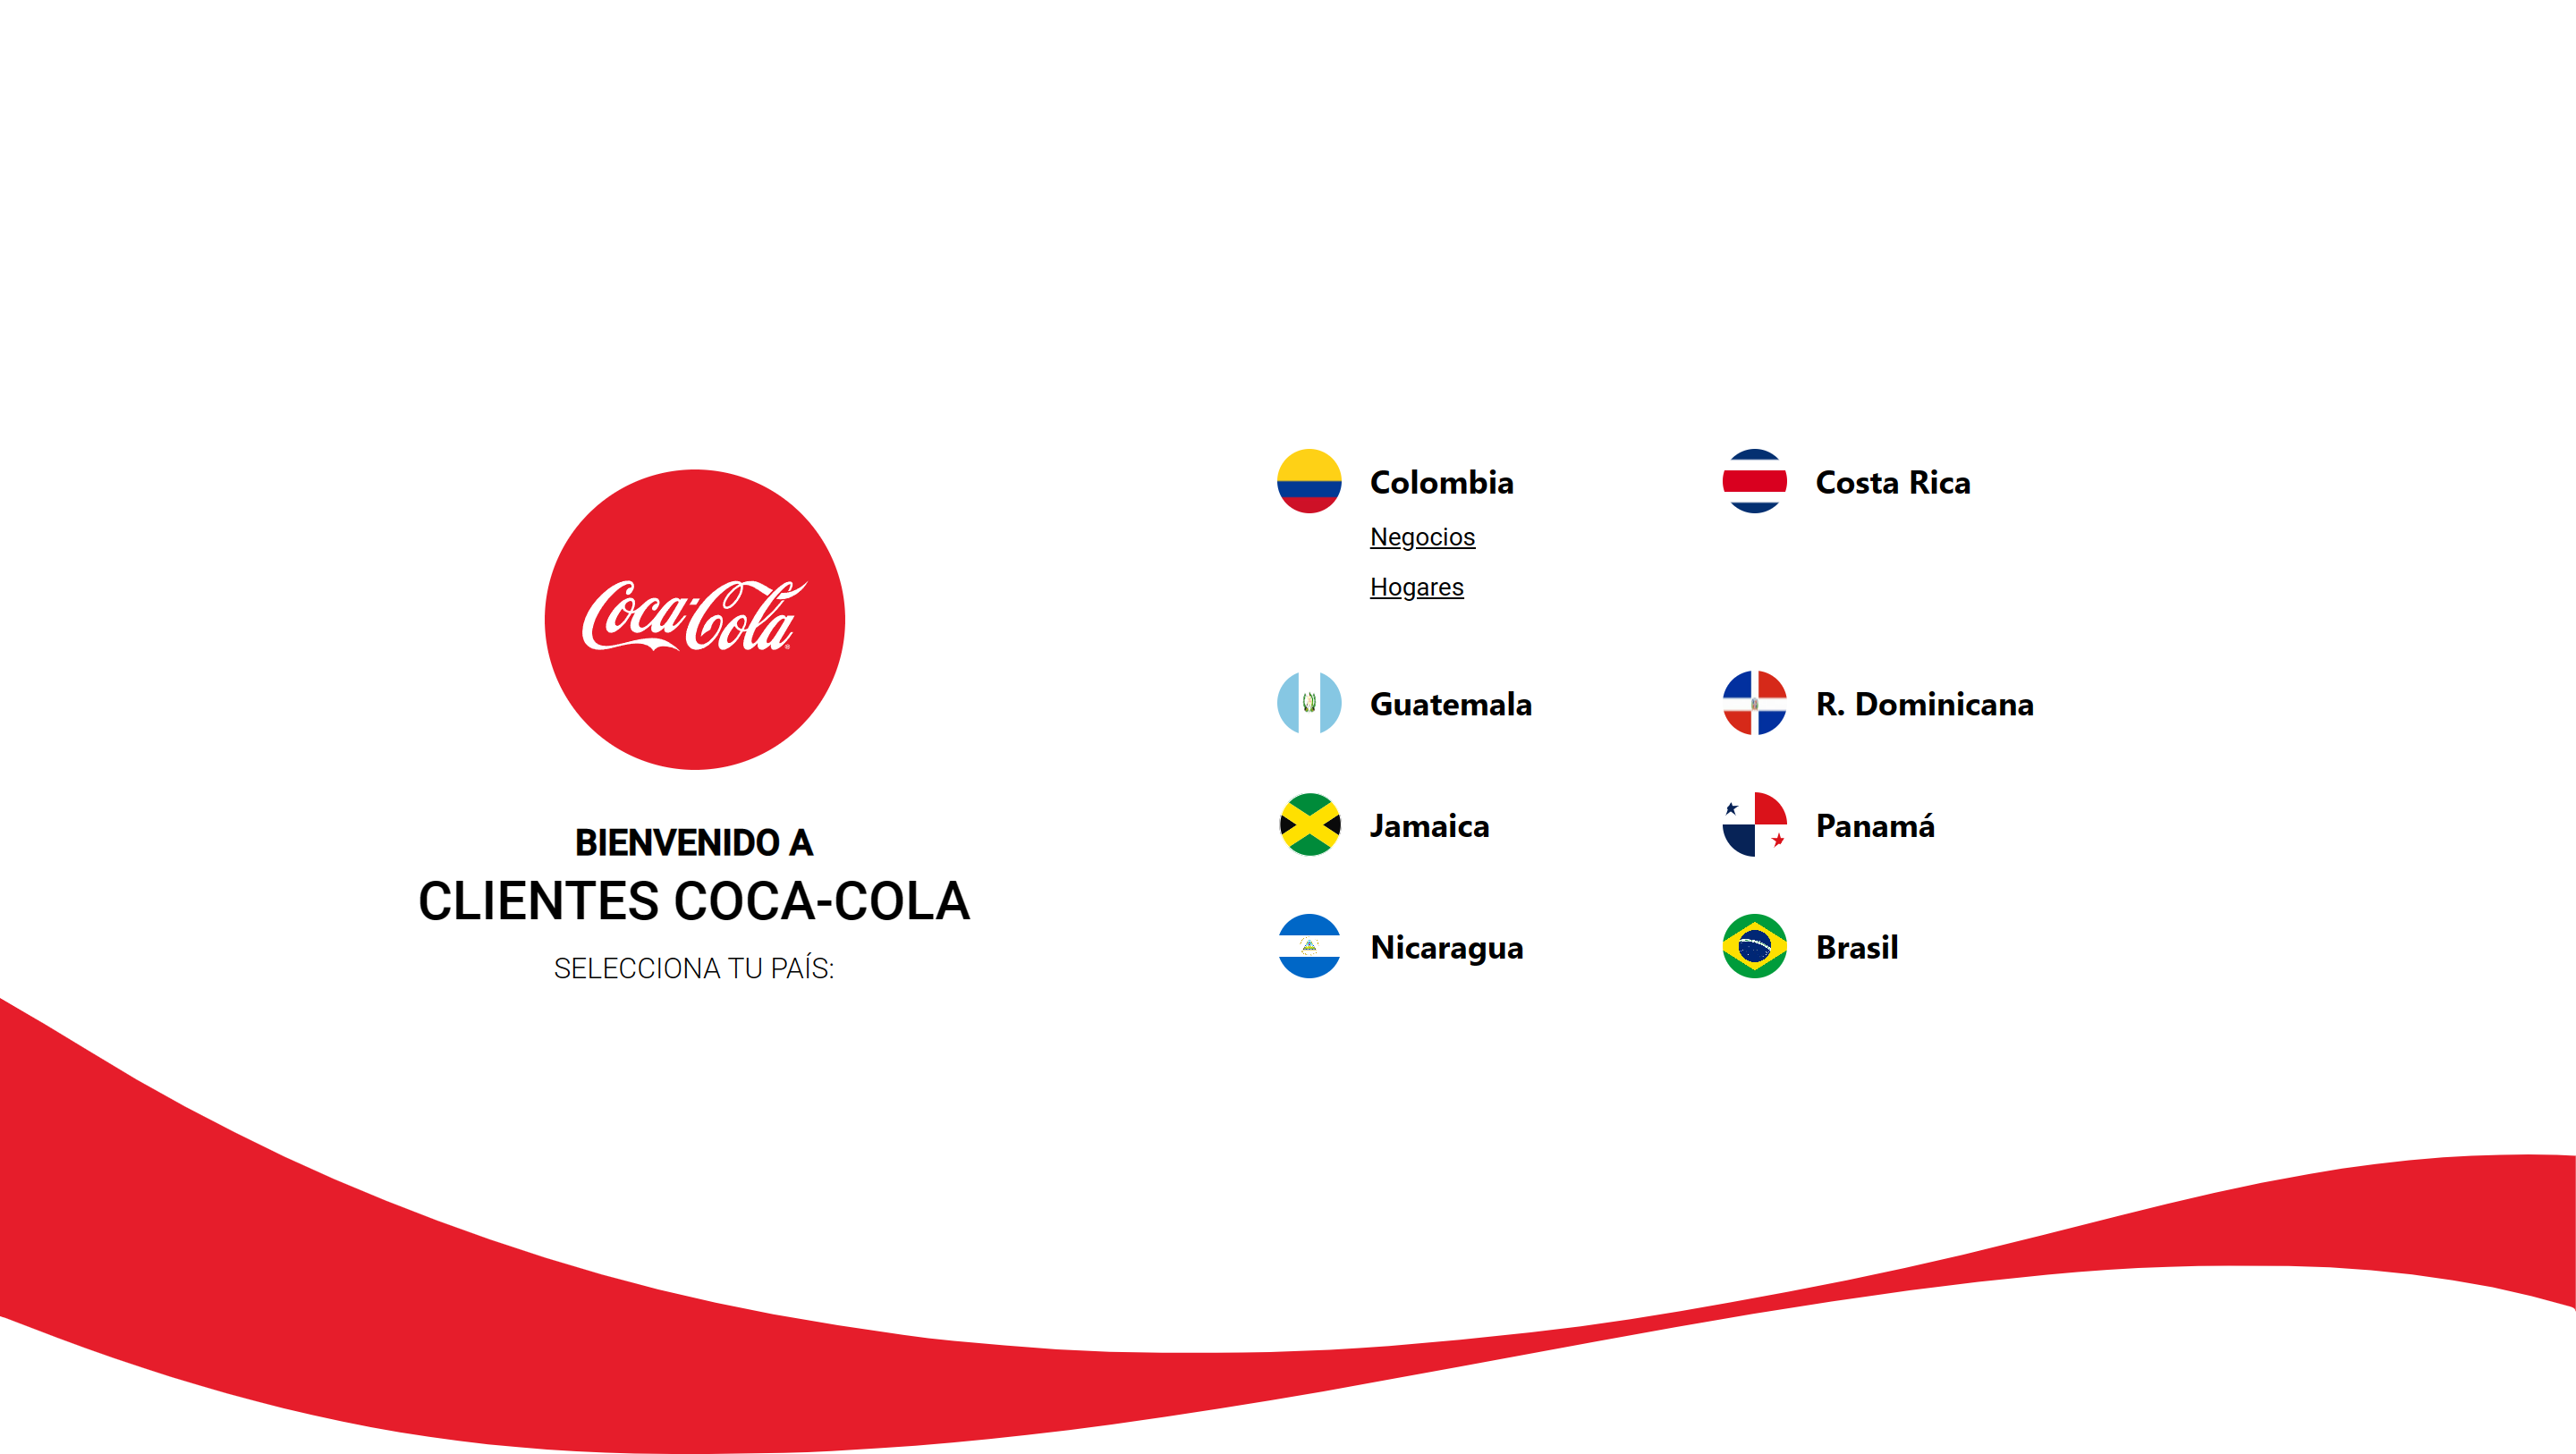 Coca-Cola
BIENVENIDO A
CLIENTES COCA-COLA
SELECCIONA TU PAÍS:
Colombia
Negocios
Hogares
Costa Rica
Guatemala
R. Dominicana
Jamaica
Panamá
Nicaragua
Brasil